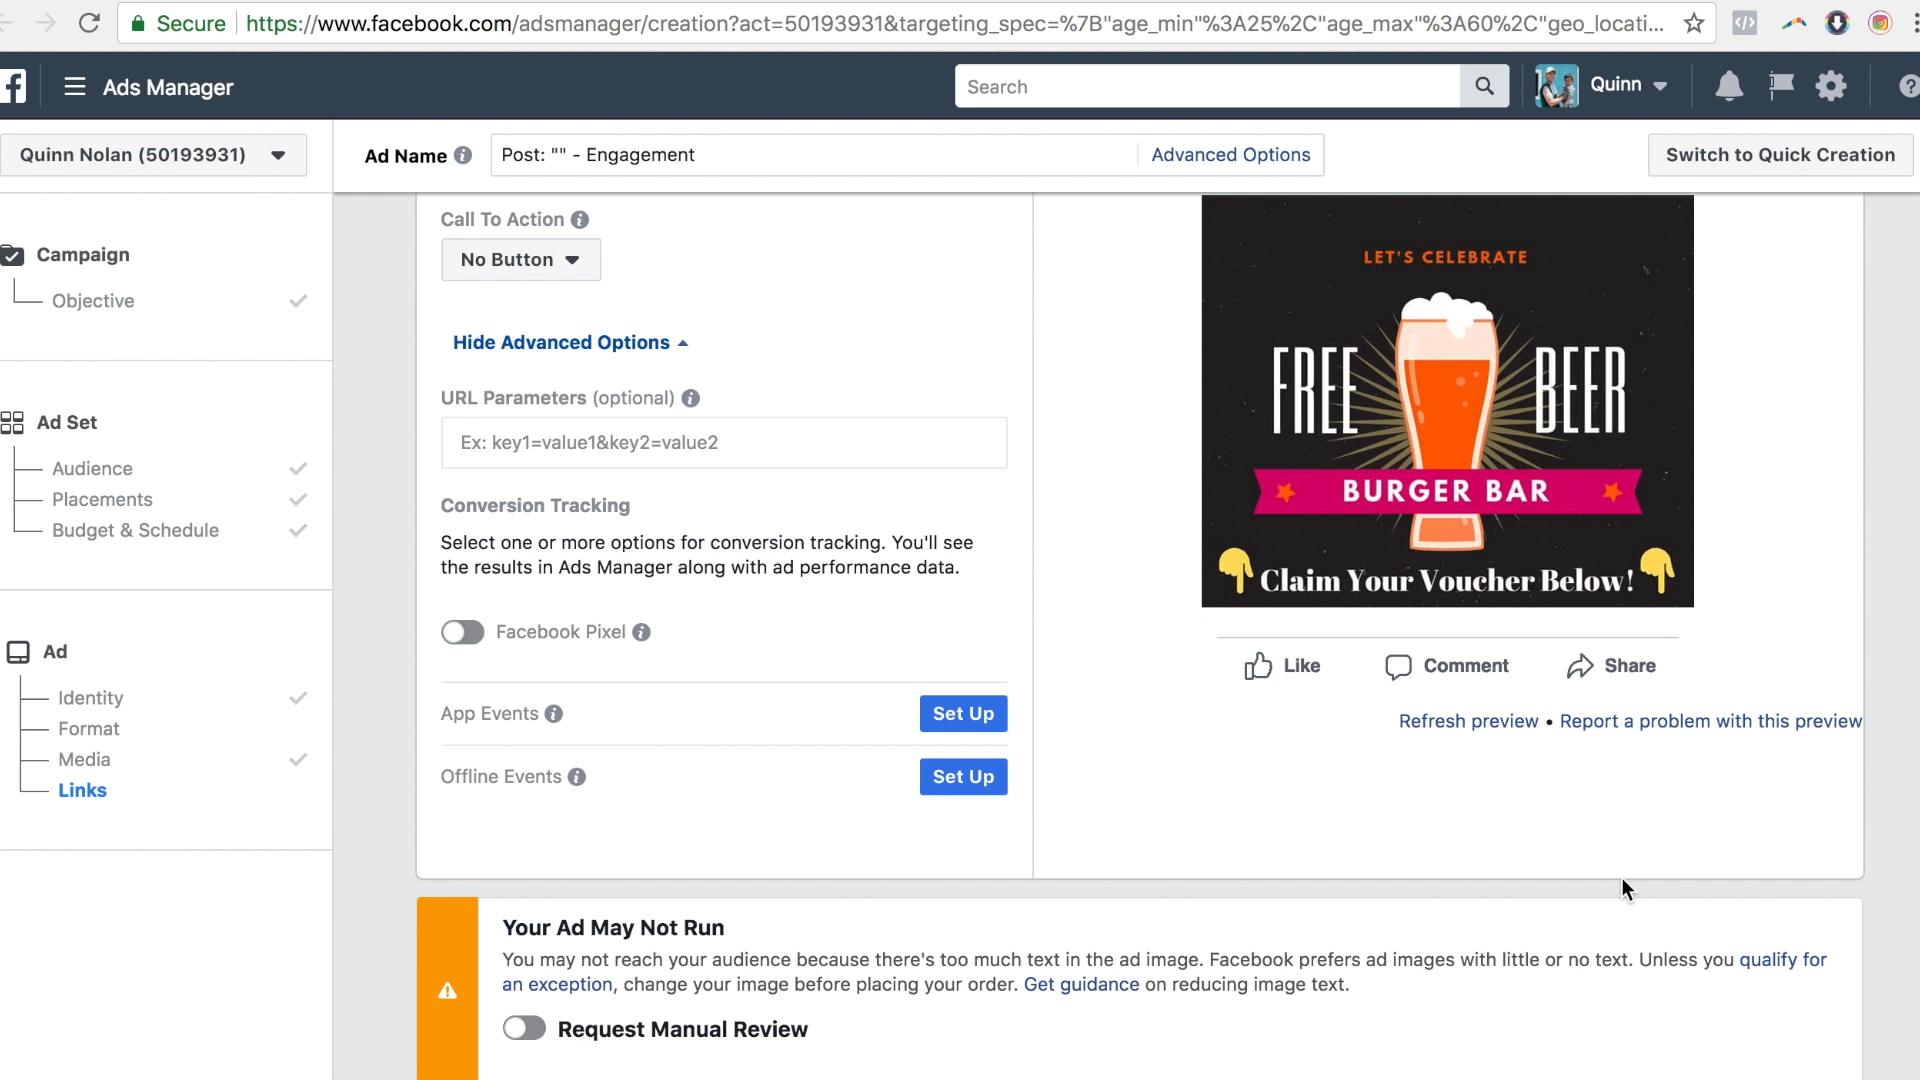 Secure
https://www.facebook.com/adsmanager/creation?act=50193931&targeting_spec=%7B"age_min"%3A25%2C"age_max"%3A60%2C"geo_locati...
Ads Manager
Search
Quinn
Quinn Nolan (50193931)
Ad Name
Post: "" - Engagement
Advanced Options
Switch to Quick Creation
Campaign
Objective
Ad Set
Audience
Placements
Budget & Schedule
Ad
Identity
Format
Media
Links
Call To Action
No Button
Hide Advanced Options
URL Parameters (optional)
Ex: key1=value1&key2=value2
Conversion Tracking
Select one or more options for conversion tracking. You'll see
the results in Ads Manager along with ad performance data.
Facebook Pixel
App Events
Set Up
Offline Events
Set Up
LET'S CELEBRATE
FREE BEER
BURGER BAR
Claim Your Voucher Below!
Like
Comment
Share
Refresh preview • Report a problem with this preview
Your Ad May Not Run
You may not reach your audience because there's too much text in the ad image. Facebook prefers ad images with little or no text. Unless you qualify for
an exception, change your image before placing your order. Get guidance on reducing image text.
Request Manual Review